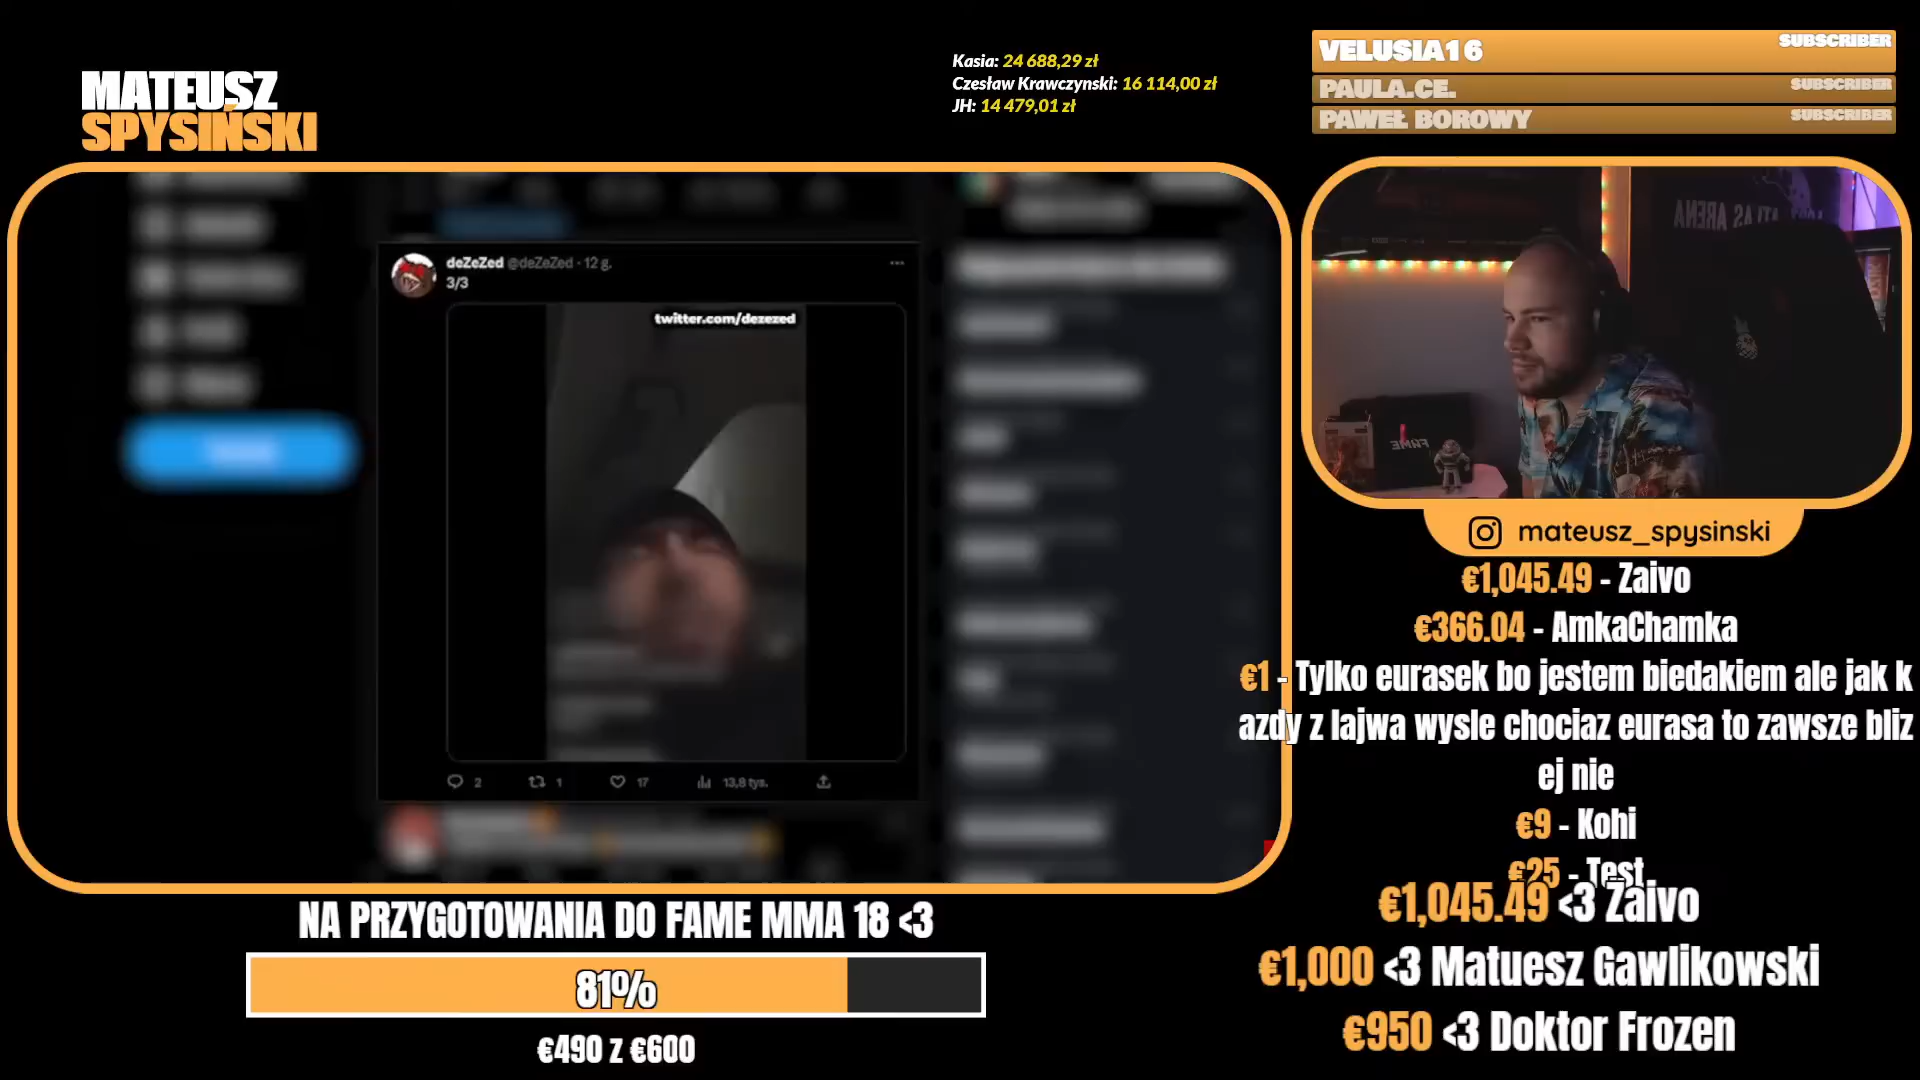 MATEUSZ
SPYSIŃSKI
Kasia: 24 688,29 zł
Czesław Krawczynski: 16 114,00 zł
JH: 14 479,01 zł
VELUSIA16 SUBSCRIBER
PAULA.CE. SUBSCRIBER
PAWEŁ BOROWY SUBSCRIBER
deZeZed @deZeZed · 12 g.
3/3
twitter.com/dezezed
2 1 17 13,8 tys.
ATLAS ARENA
FAME
mateusz_spysinski
€1,045.49 - Zaivo
€366.04 - AmkaChamka
€1 - Tylko eurasek bo jestem biedakiem ale jak k
azdy z lajwa wysle chociaz eurasa to zawsze bliz
ej nie
€9 - Kohi
€25 - Test
€1,045.49 <3 Zaivo
€1,000 <3 Matuesz Gawlikowski
€950 <3 Doktor Frozen
NA PRZYGOTOWANIA DO FAME MMA 18 <3
81%
€490 z €600